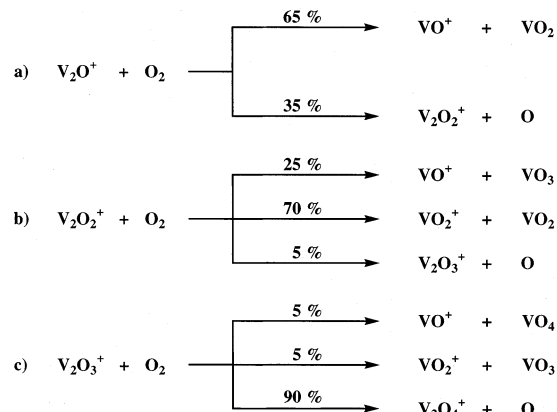 65 %
VO⁺ + VO₂
a) V₂O⁺ + O₂
35 %
V₂O₂⁺ + O
25 %
VO⁺ + VO₃
70 %
b) V₂O₂⁺ + O₂ VO₂⁺ + VO₂
5 %
V₂O₃⁺ + O
5 %
VO⁺ + VO₄
5 %
c) V₂O₃⁺ + O₂ VO₂⁺ + VO₃
90 %
V₂O₄⁺ + O